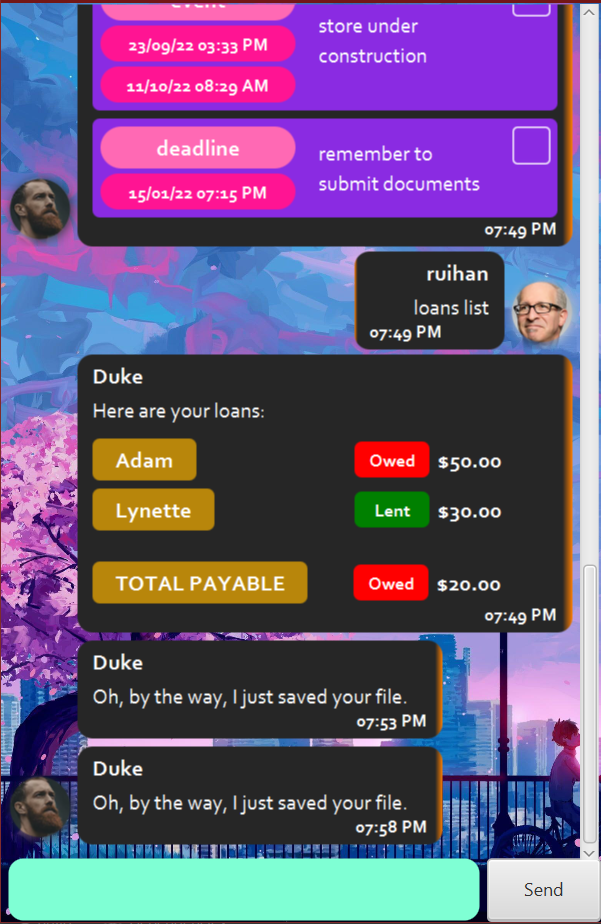 event
store under
construction
23/09/22 03:33 PM
11/10/22 08:29 AM
deadline
remember to
submit documents
15/01/22 07:15 PM
07:49 PM
ruihan
loans list
07:49 PM
Duke
Here are your loans:
Adam Owed $50.00
Lynette Lent $30.00
TOTAL PAYABLE Owed $20.00
07:49 PM
Duke
Oh, by the way, I just saved your file.
07:53 PM
Duke
Oh, by the way, I just saved your file.
07:58 PM
Send